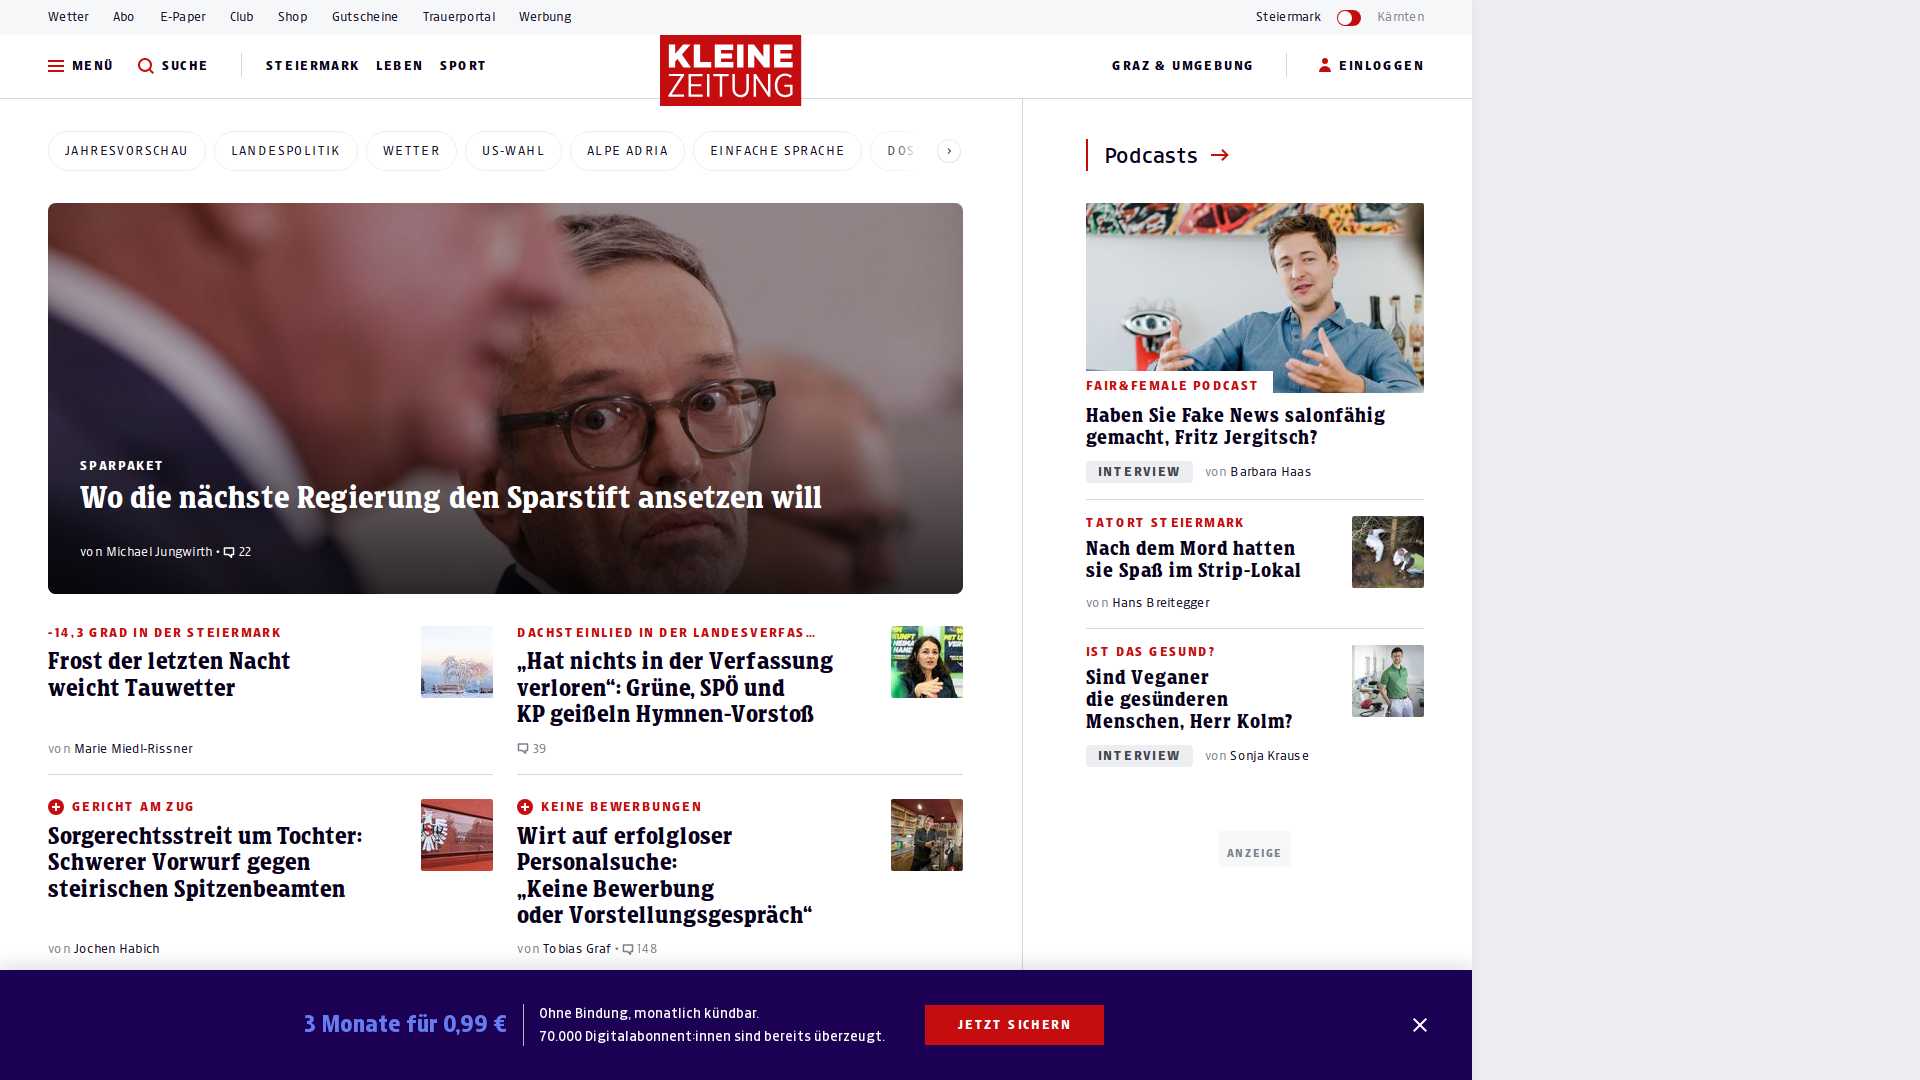 Wetter Abo E-Paper Club Shop Gutscheine Trauerportal Werbung Steiermark Kärnten
MENÜ SUCHE STEIERMARK LEBEN SPORT KLEINE ZEITUNG GRAZ & UMGEBUNG EINLOGGEN
JAHRESVORSCHAU LANDESPOLITIK WETTER US-WAHL ALPE ADRIA EINFACHE SPRACHE DOS
SPARPAKET
Wo die nächste Regierung den Sparstift ansetzen will
von Michael Jungwirth • 22
-14,3 GRAD IN DER STEIERMARK
Frost der letzten Nacht
weicht Tauwetter
von Marie Miedl-Rissner
DACHSTEINLIED IN DER LANDESVERFAS...
„Hat nichts in der Verfassung
verloren“: Grüne, SPÖ und
KP geißeln Hymnen-Vorstoß
39
GERICHT AM ZUG
Sorgerechtsstreit um Tochter:
Schwerer Vorwurf gegen
steirischen Spitzenbeamten
von Jochen Habich
KEINE BEWERBUNGEN
Wirt auf erfolgloser
Personalsuche:
„Keine Bewerbung
oder Vorstellungsgespräch“
von Tobias Graf • 148
Podcasts
FAIR&FEMALE PODCAST
Haben Sie Fake News salonfähig
gemacht, Fritz Jergitsch?
INTERVIEW von Barbara Haas
TATORT STEIERMARK
Nach dem Mord hatten
sie Spaß im Strip-Lokal
von Hans Breitegger
IST DAS GESUND?
Sind Veganer
die gesünderen
Menschen, Herr Kolm?
INTERVIEW von Sonja Krause
ANZEIGE
3 Monate für 0,99 €
Ohne Bindung, monatlich kündbar.
70.000 Digitalabonnent:innen sind bereits überzeugt.
JETZT SICHERN